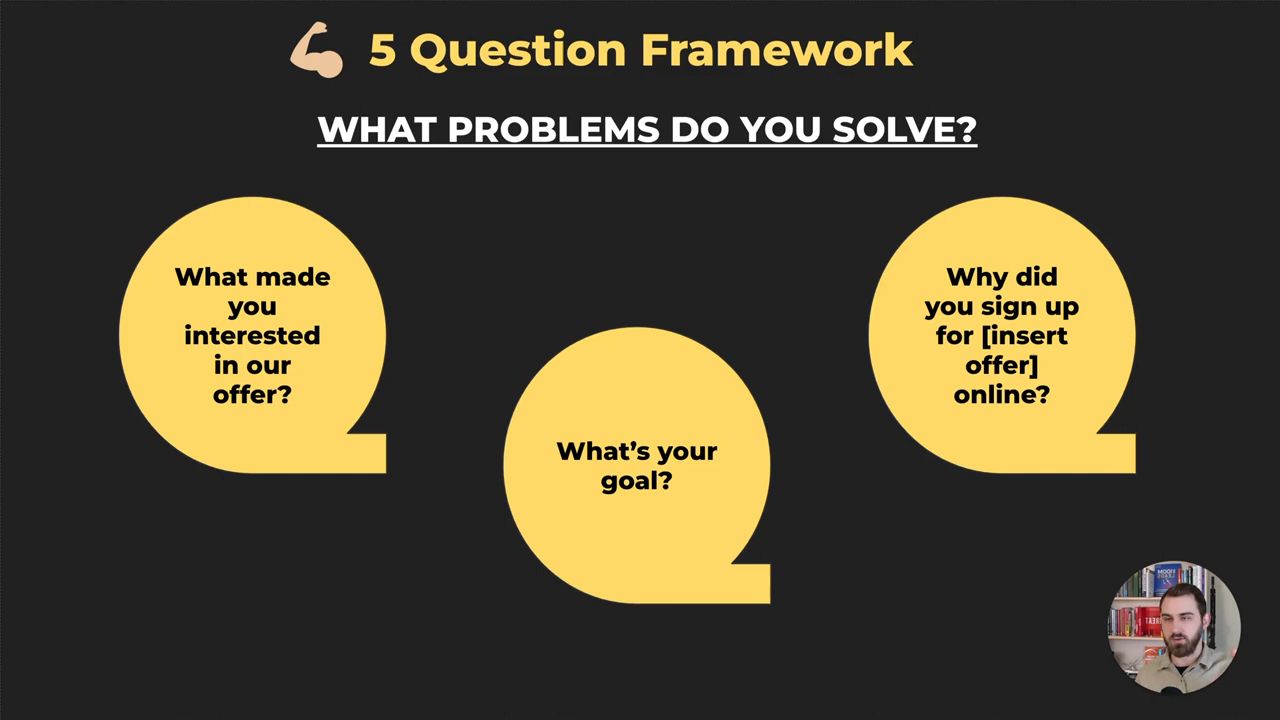 5 Question Framework
WHAT PROBLEMS DO YOU SOLVE?
What made
you
interested
in our
offer?
What's your
goal?
Why did
you sign up
for [insert
offer]
online?